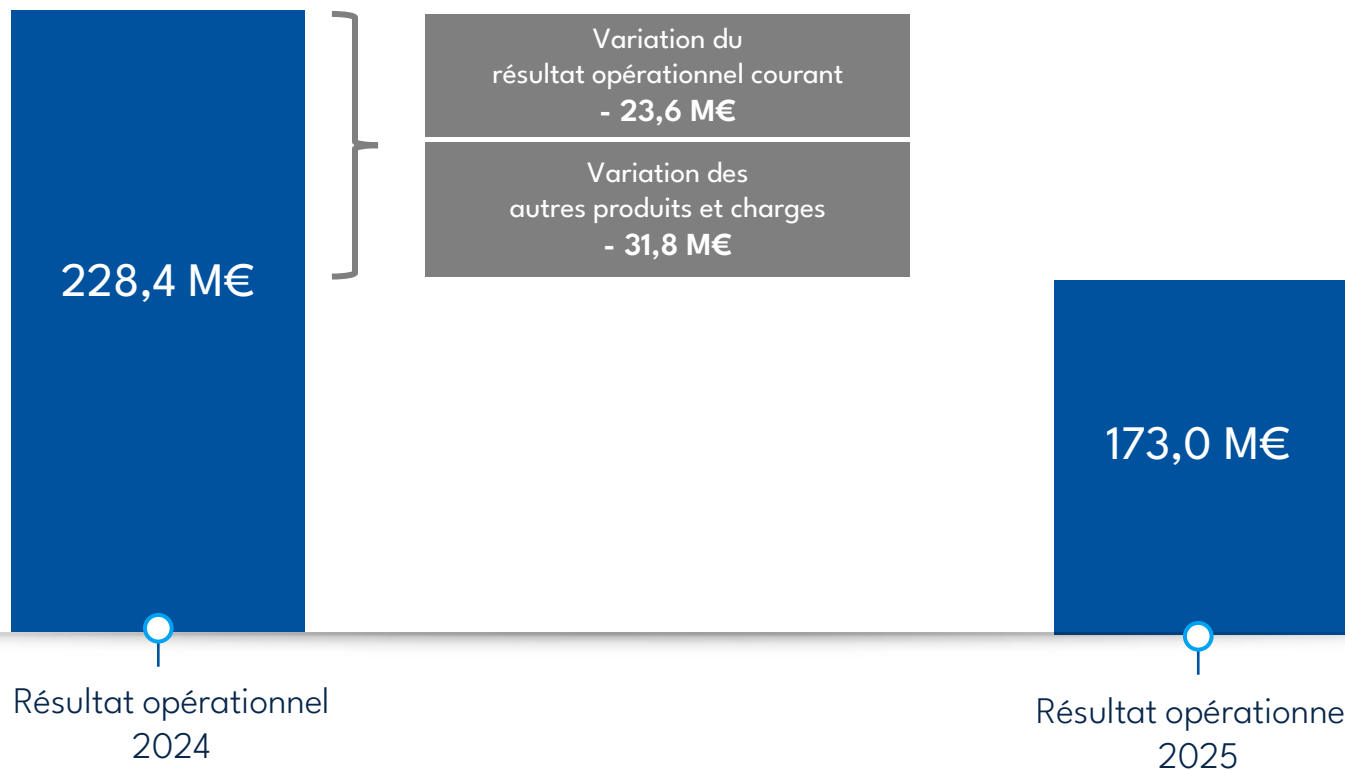 Variation du
résultat opérationnel courant
- 23,6 M€
Variation des
autres produits et charges
- 31,8 M€
228,4 M€
173,0 M€
Résultat opérationnel
2024
Résultat opérationne
2025